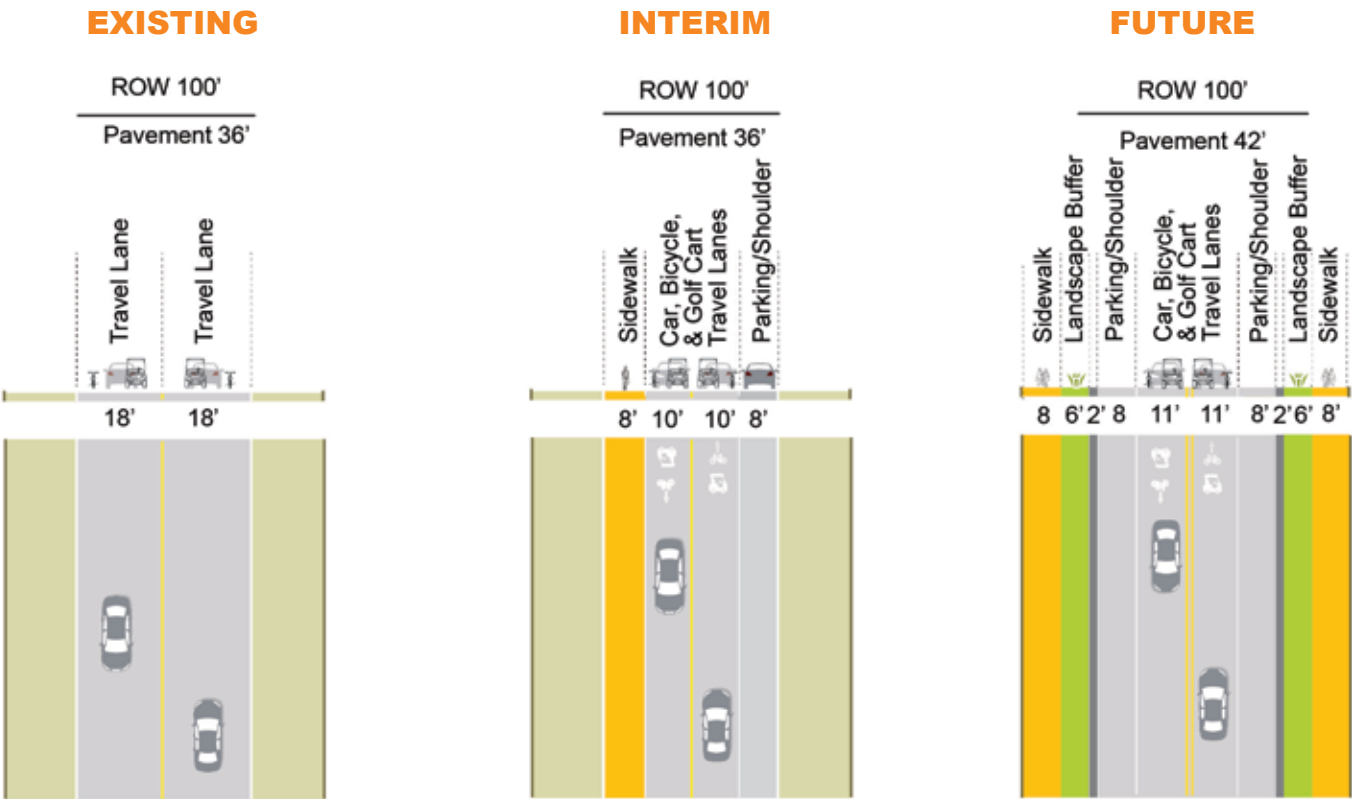 EXISTING
ROW 100’
Pavement 36’
Travel Lane
Travel Lane
18’ 18’
INTERIM
ROW 100’
Pavement 36’
Sidewalk
Car, Bicycle,
& Golf Cart
Travel Lanes
Parking/Shoulder
8’ 10’ 10’ 8’
FUTURE
ROW 100’
Pavement 42’
Sidewalk
Landscape Buffer
Parking/Shoulder
Car, Bicycle,
& Golf Cart
Travel Lanes
Parking/Shoulder
Landscape Buffer
Sidewalk
8 6’ 2’ 8 11’ 11’ 8’ 2’ 6’ 8’